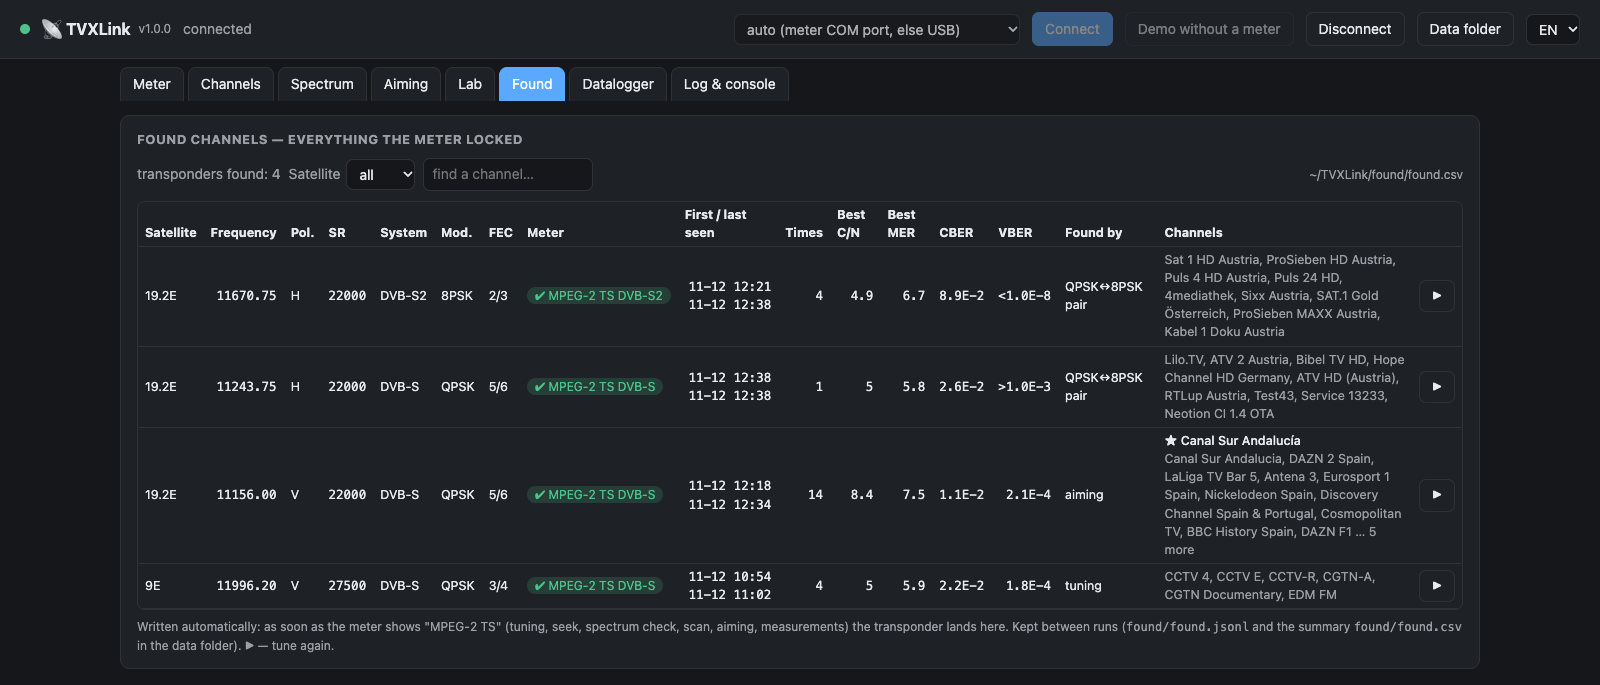 TVXLink v1.0.0 connected auto (meter COM port, else USB) Connect Demo without a meter Disconnect Data folder EN
Meter Channels Spectrum Aiming Lab Found Datalogger Log & console
FOUND CHANNELS — EVERYTHING THE METER LOCKED
transponders found: 4 Satellite all find a channel... ~/TVXLink/found/found.csv
Satellite Frequency Pol. SR System Mod. FEC Meter First / last seen Times Best C/N Best MER CBER VBER Found by Channels
19.2E 11670.75 H 22000 DVB-S2 8PSK 2/3 ✔ MPEG-2 TS DVB-S2 11-12 12:21 4 4.9 6.7 8.9E-2 <1.0E-8 QPSK↔8PSK pair
11-12 12:38
Sat 1 HD Austria, ProSieben HD Austria,
Puls 4 HD Austria, Puls 24 HD,
4mediathek, Sixx Austria, SAT.1 Gold
Österreich, ProSieben MAXX Austria,
Kabel 1 Doku Austria
▶
19.2E 11243.75 H 22000 DVB-S QPSK 5/6 ✔ MPEG-2 TS DVB-S 11-12 12:38 1 5 5.8 2.6E-2 >1.0E-3 QPSK↔8PSK pair
11-12 12:38
Lilo.TV, ATV 2 Austria, Bibel TV HD, Hope
Channel HD Germany, ATV HD (Austria),
RTLup Austria, Test43, Service 13233,
Neotion CI 1.4 OTA
▶
19.2E 11156.00 V 22000 DVB-S QPSK 5/6 ✔ MPEG-2 TS DVB-S 11-12 12:18 14 8.4 7.5 1.1E-2 2.1E-4 aiming
11-12 12:34
★ Canal Sur Andalucía
Canal Sur Andalucia, DAZN 2 Spain,
LaLiga TV Bar 5, Antena 3, Eurosport 1
Spain, Nickelodeon Spain, Discovery
Channel Spain & Portugal, Cosmopolitan
TV, BBC History Spain, DAZN F1 ... 5
more
▶
9E 11996.20 V 27500 DVB-S QPSK 3/4 ✔ MPEG-2 TS DVB-S 11-12 10:54 4 5 5.9 2.2E-2 1.8E-4 tuning
11-12 11:02
CCTV 4, CCTV E, CCTV-R, CGTN-A,
CGTN Documentary, EDM FM
▶
Written automatically: as soon as the meter shows "MPEG-2 TS" (tuning, seek, spectrum check, scan, aiming, measurements) the transponder lands here. Kept between runs (found/found.jsonl and the summary found/found.csv
in the data folder). ▶ — tune again.